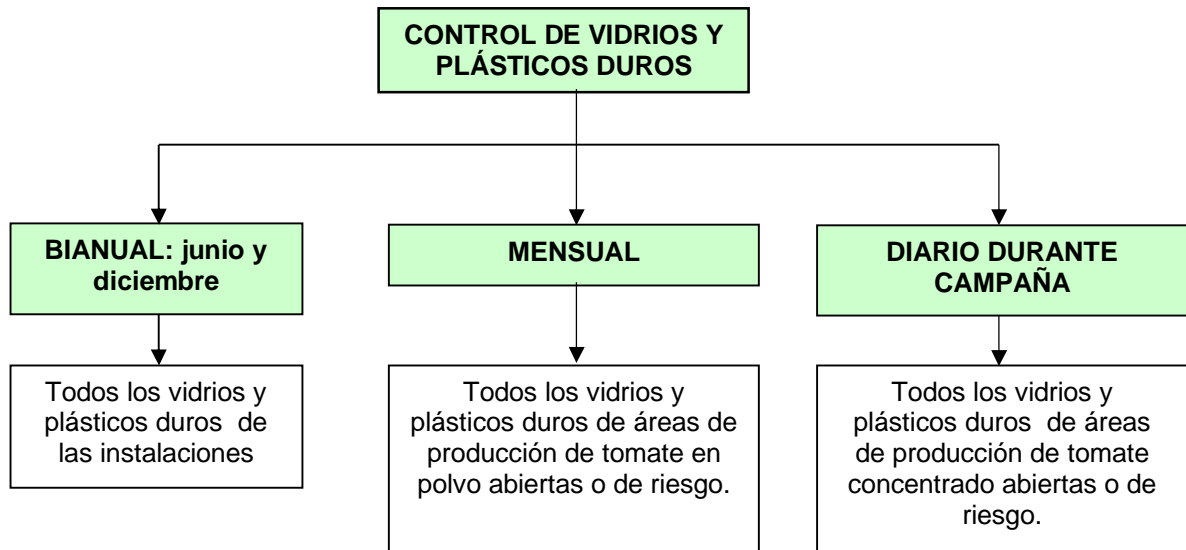 CONTROL DE VIDRIOS Y
PLÁSTICOS DUROS
BIANUAL: junio y
diciembre
Todos los vidrios y
plásticos duros de
las instalaciones
MENSUAL
Todos los vidrios y
plásticos duros de áreas de
producción de tomate en
polvo abiertas o de riesgo.
DIARIO DURANTE
CAMPAÑA
Todos los vidrios y
plásticos duros de áreas
de producción de tomate
concentrado abiertas o de
riesgo.